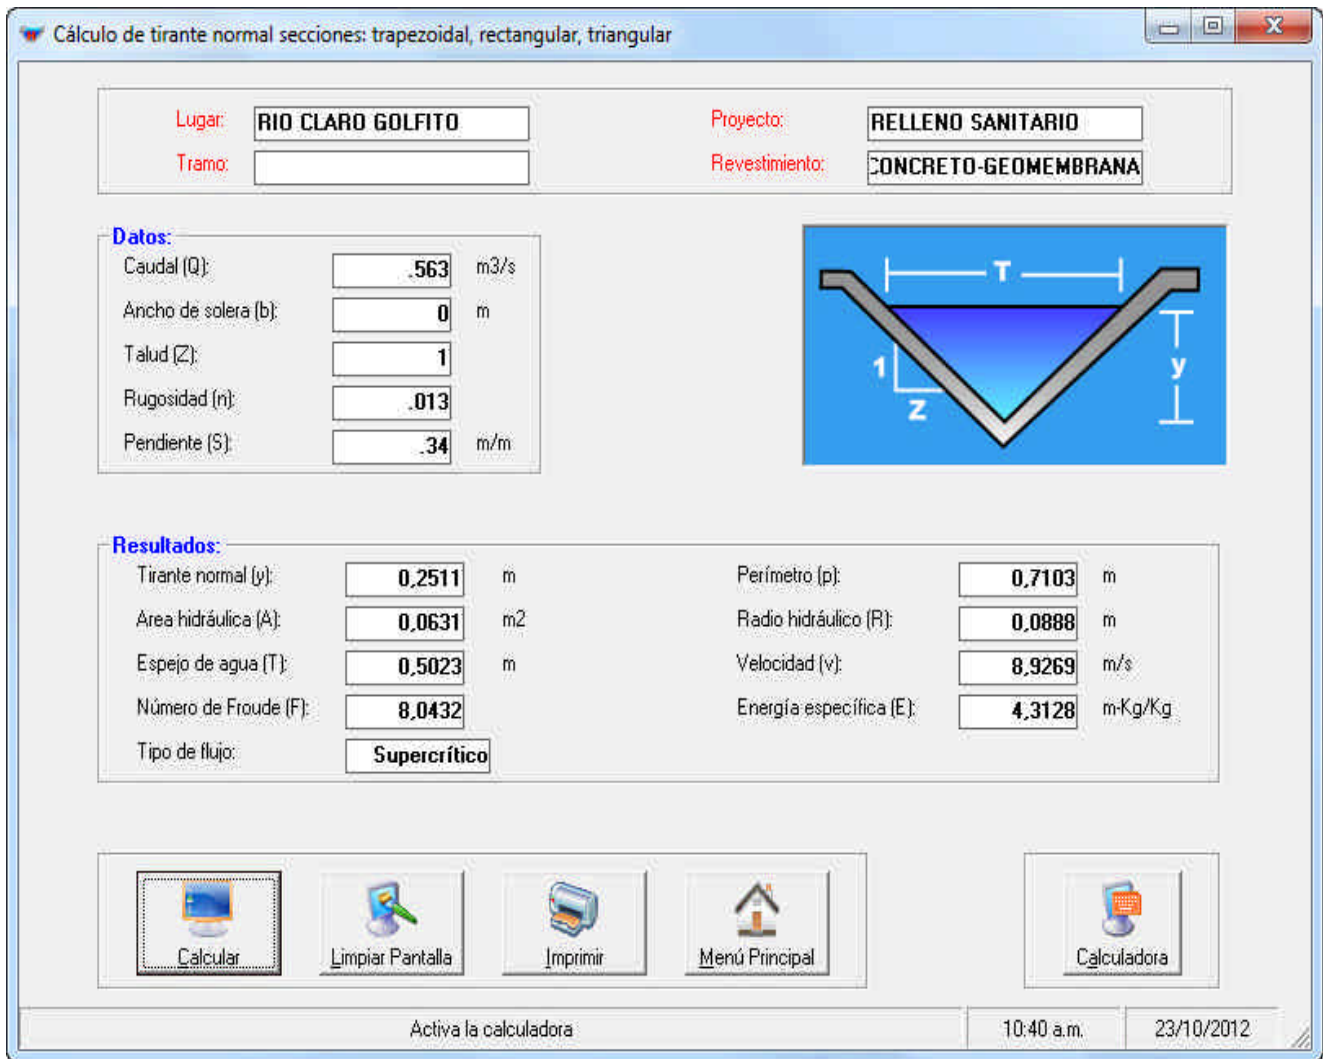 Cálculo de tirante normal secciones: trapezoidal, rectangular, triangular
Lugar: RIO CLARO GOLFITO Proyecto: RELLENO SANITARIO
Tramo: Revestimiento: CONCRETO-GEOMEMBRANA
Datos:
Caudal (Q): .563 m3/s
Ancho de solera (b): 0 m
Talud (Z): 1
Rugosidad (n): .013
Pendiente (S): .34 m/m
T
1
Z
y
Resultados:
Tirante normal (y): 0,2511 m Perímetro (p): 0,7103 m
Area hidráulica (A): 0,0631 m2 Radio hidráulico (R): 0,0888 m
Espejo de agua (T): 0,5023 m Velocidad (v): 8,9269 m/s
Número de Froude (F): 8,0432 Energía específica (E): 4,3128 m-Kg/Kg
Tipo de flujo: Supercrítico
Calcular Limpiar Pantalla Imprimir Menú Principal Calculadora
Activa la calculadora 10:40 a.m. 23/10/2012